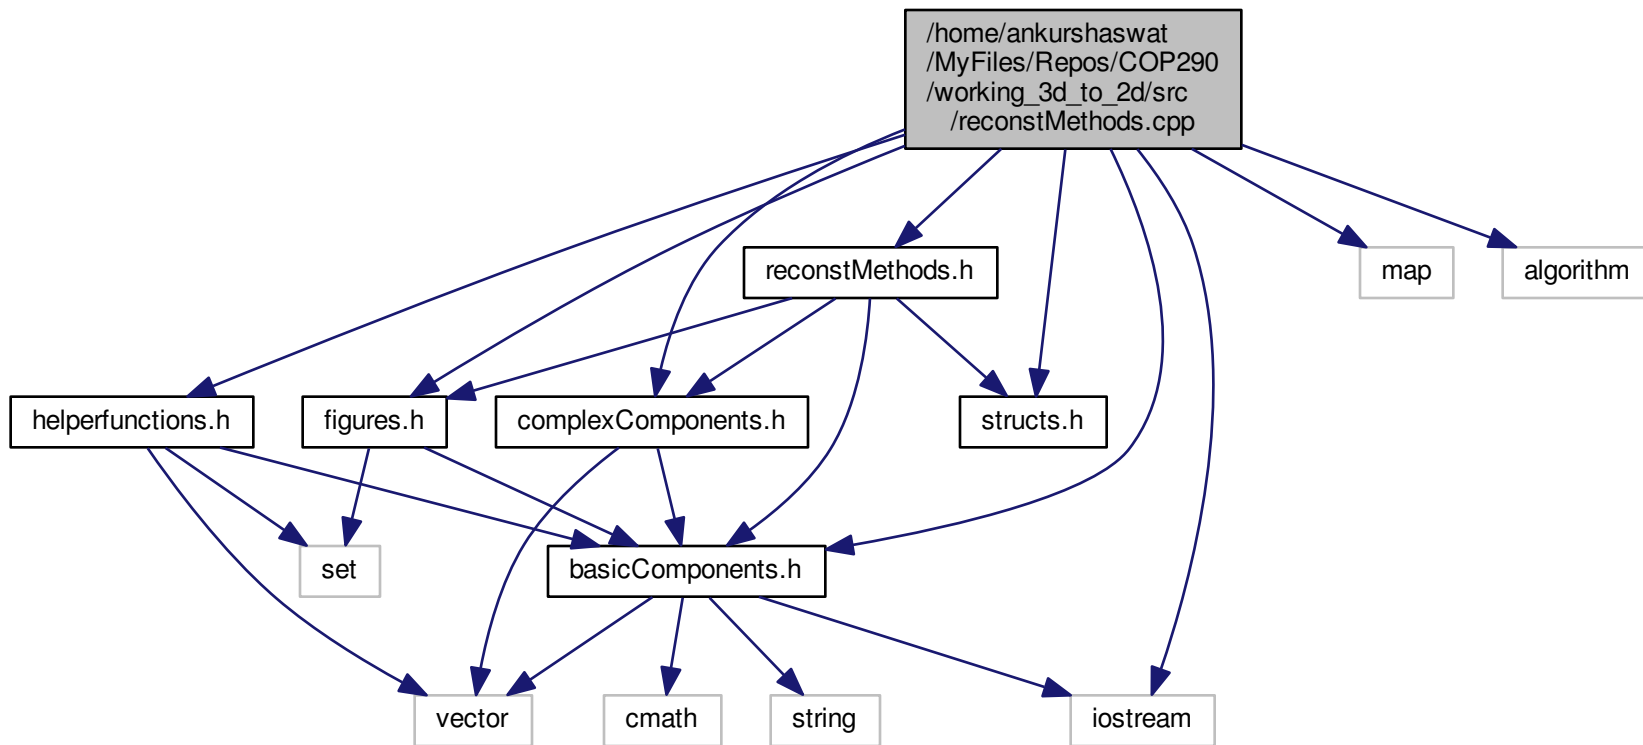 /home/ankurshaswat
/MyFiles/Repos/COP290
/working_3d_to_2d/src
/reconstMethods.cpp
reconstMethods.h
map
algorithm
helperfunctions.h
figures.h
complexComponents.h
structs.h
set
basicComponents.h
vector
cmath
string
iostream